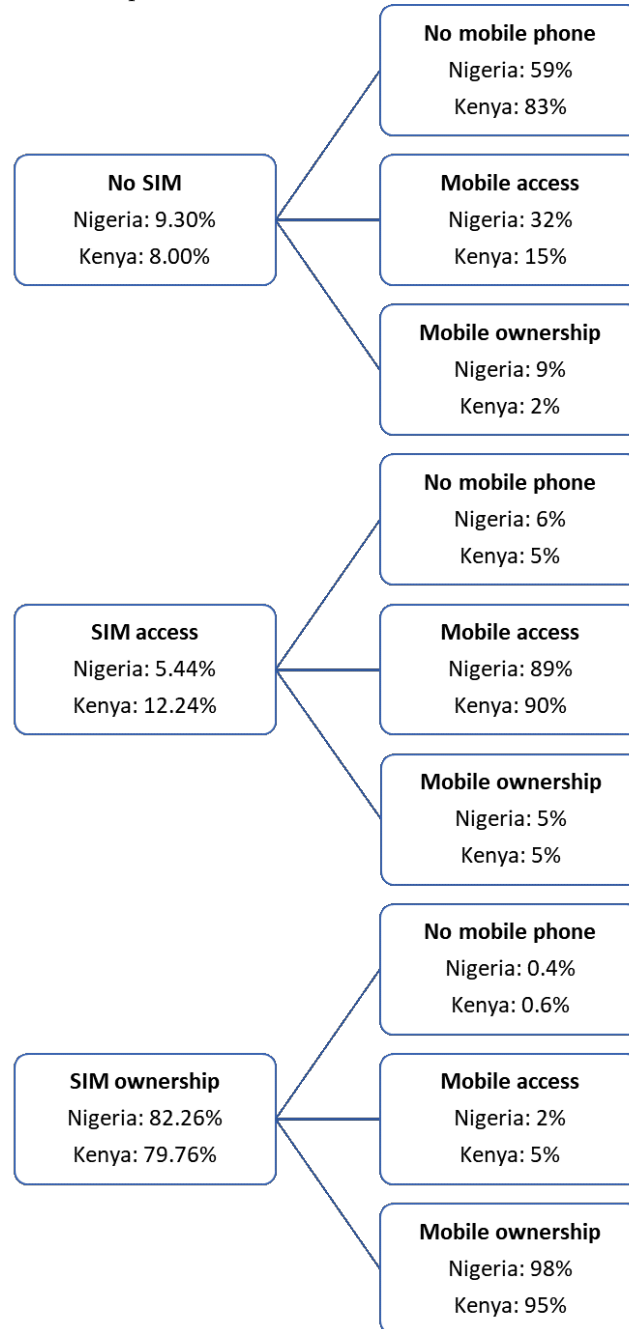 No mobile phone
Nigeria: 59%
Kenya: 83%
No SIM
Nigeria: 9.30%
Kenya: 8.00%
Mobile access
Nigeria: 32%
Kenya: 15%
Mobile ownership
Nigeria: 9%
Kenya: 2%
No mobile phone
Nigeria: 6%
Kenya: 5%
SIM access
Nigeria: 5.44%
Kenya: 12.24%
Mobile access
Nigeria: 89%
Kenya: 90%
Mobile ownership
Nigeria: 5%
Kenya: 5%
No mobile phone
Nigeria: 0.4%
Kenya: 0.6%
SIM ownership
Nigeria: 82.26%
Kenya: 79.76%
Mobile access
Nigeria: 2%
Kenya: 5%
Mobile ownership
Nigeria: 98%
Kenya: 95%